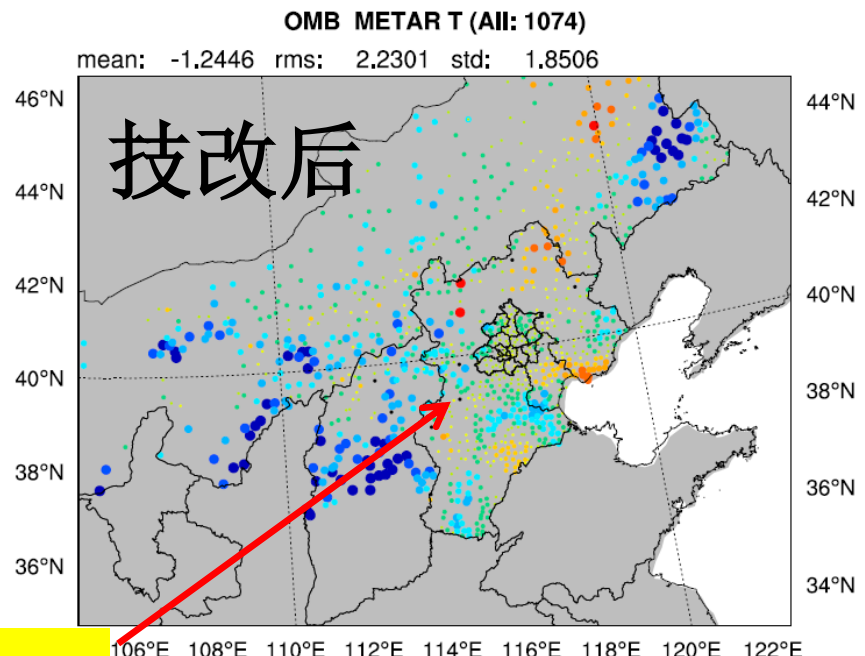 OMB METAR T (All: 1074)
mean: -1.2446 rms: 2.2301 std: 1.8506
技改后
46°N
44°N
42°N
40°N
38°N
36°N
44°N
42°N
40°N
38°N
36°N
34°N
106°E 108°E 110°E 112°E 114°E 116°E 118°E 120°E 122°E